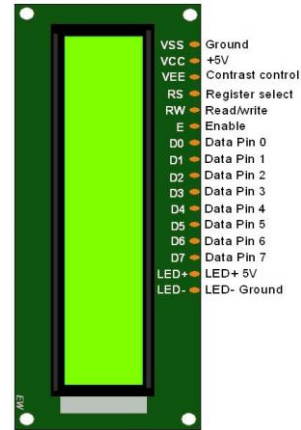 VSS Ground
VCC +5V
VEE Contrast control
RS Register select
RW Read/write
E Enable
D0 Data Pin 0
D1 Data Pin 1
D2 Data Pin 2
D3 Data Pin 3
D4 Data Pin 4
D5 Data Pin 5
D6 Data Pin 6
D7 Data Pin 7
LED+ LED+ 5V
LED- LED- Ground
EW